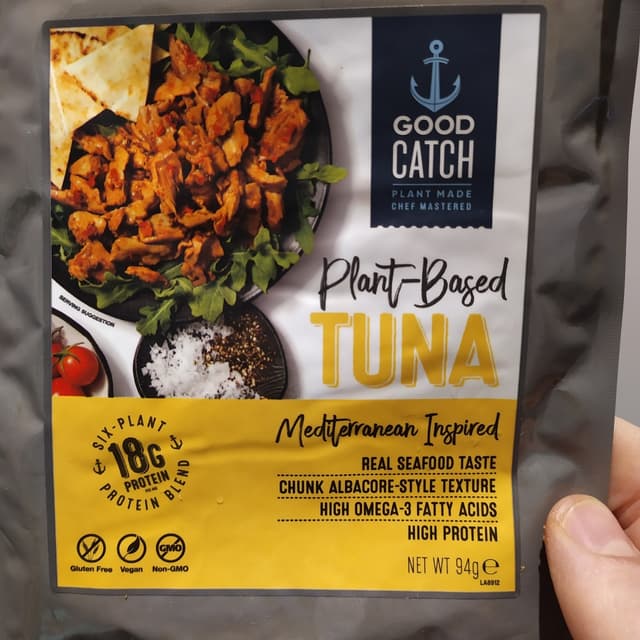 GOOD
CATCH
PLANT MADE
CHEF MASTERED
Plant-Based
TUNA
SERVING SUGGESTION
Mediterranean Inspired
REAL SEAFOOD TASTE
CHUNK ALBACORE-STYLE TEXTURE
HIGH OMEGA-3 FATTY ACIDS
HIGH PROTEIN
SIX-PLANT
18G
PROTEIN
PROTEIN BLEND
GMO
Gluten Free Vegan Non-GMO
NET WT 94g e
LA8912